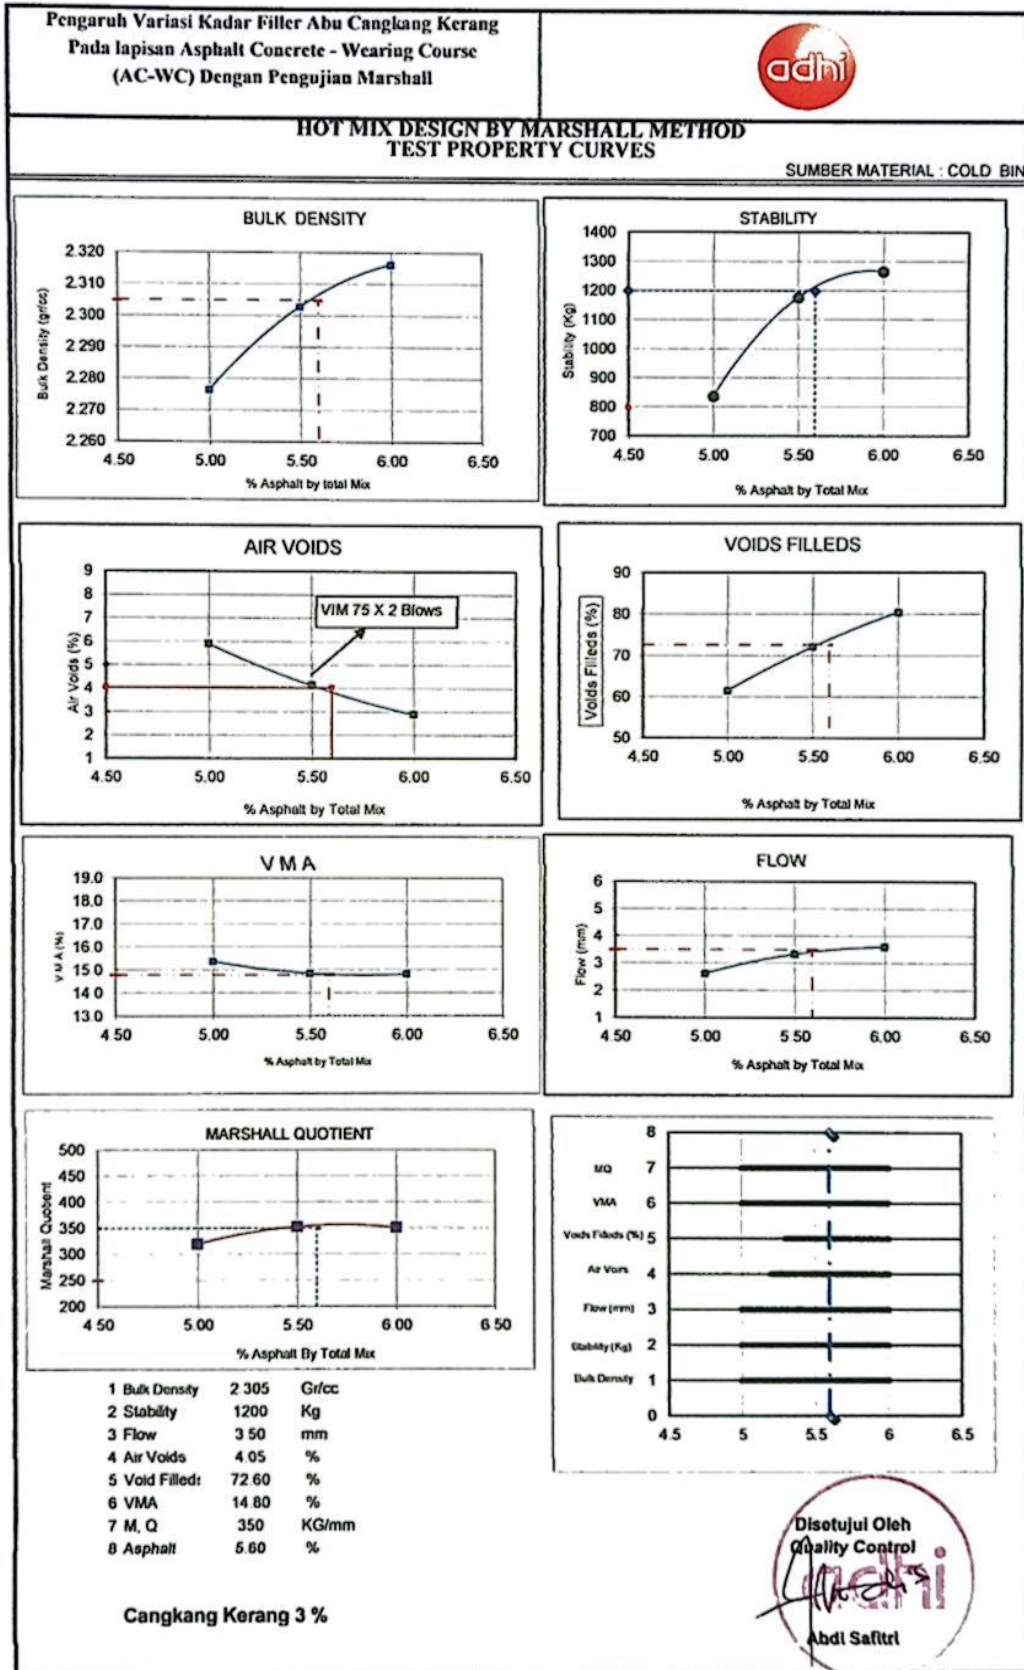 Pengaruh Variasi Kadar Filler Abu Cangkang Kerang
Pada lapisan Asphalt Concrete - Wearing Course
(AC-WC) Dengan Pengujian Marshall
adhi
HOT MIX DESIGN BY MARSHALL METHOD
TEST PROPERTY CURVES
SUMBER MATERIAL : COLD BIN
BULK DENSITY
Bulk Density (gr/cc)
2.320
2.310
2.300
2.290
2.280
2.270
2.260
4.50 5.00 5.50 6.00 6.50
% Asphalt by total Mix
STABILITY
Stability (Kg)
1400
1300
1200
1100
1000
900
800
700
4.50 5.00 5.50 6.00 6.50
% Asphalt by Total Mix
AIR VOIDS
Air Voids (%)
9
8
7
6
5
4
3
2
1
VIM 75 X 2 Blows
4.50 5.00 5.50 6.00 6.50
% Asphalt by Total Mix
VOIDS FILLEDS
Voids Filleds (%)
90
80
70
60
50
4.50 5.00 5.50 6.00 6.50
% Asphalt by Total Mix
V M A
V M A (%)
19.0
18.0
17.0
16.0
15.0
14 0
13.0
4 50 5.00 5.50 6.00 6.50
% Asphalt by Total Mix
FLOW
Flow (mm)
6
5
4
3
2
1
4.50 5.00 5.50 6.00 6.50
% Asphalt by Total Mix
MARSHALL QUOTIENT
Marshall Quotient
500
450
400
350
300
250
200
4 50 5.00 5.50 6 00 6 50
% Asphalt By Total Mix
8
MQ 7
VMA 6
Voids Filleds (%) 5
4
Flow (mm) 3
Stability (Kg) 2
Bulk Density 1
0
4.5 5 5.5 6 6.5
1 Bulk Density 2 305 Gr/cc
2 Stability 1200 Kg
3 Flow 3 50 mm
4 Air Voids 4.05 %
5 Void Filleds 72.60 %
6 VMA 14.80 %
7 M, Q 350 KG/mm
8 Asphalt 5.60 %
Cangkang Kerang 3 %
Disetujui Oleh
Quality Control
adhi
Abdi Safitri